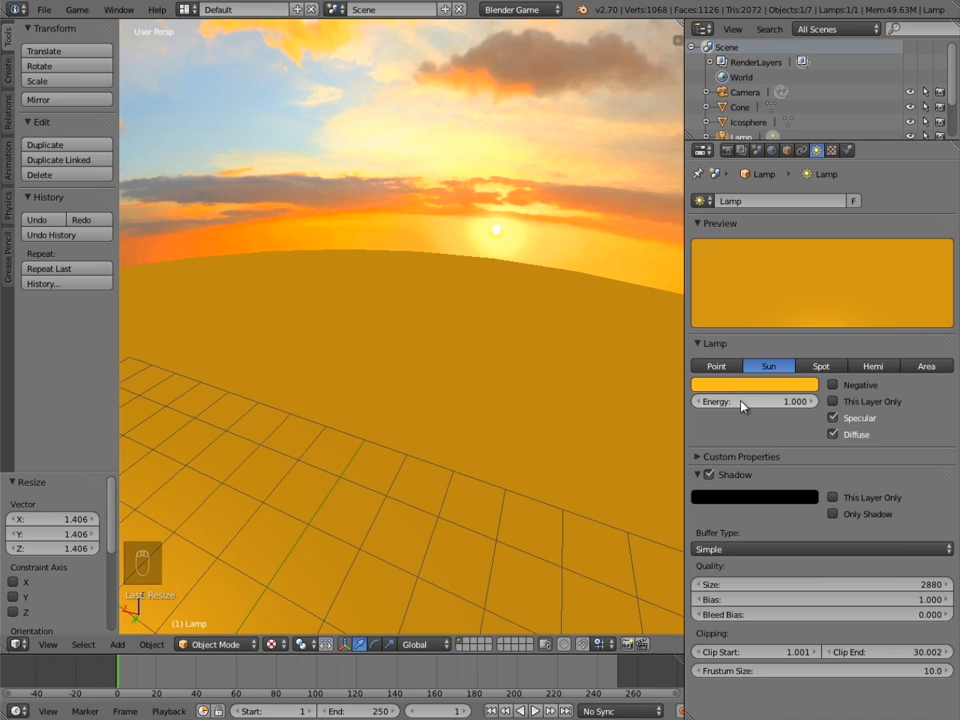 File Game Window Help Default Scene Blender Game v2.70 | Verts:1068 | Faces:1126 | Tris:2072 | Objects:1/7 | Lamps:1/1 | Mem:49.63M | Lamp
Tools
Create
Relations
Animation
Physics
Grease Pencil
Transform
Translate
Rotate
Scale
Mirror
Edit
Duplicate
Duplicate Linked
Delete
History
Undo Redo
Undo History
Repeat:
Repeat Last
History...
Resize
Vector
X: 1.406
Y: 1.406
Z: 1.406
Constraint Axis
X
Y
Z
Orientation
User Persp
Last Resize
(1) Lamp
View Select Add Object Object Mode Global
-40 -20 0 20 40 60 80 100 120 140 160 180 200 220 240 260
View Marker Frame Playback Start: 1 End: 250 1 No Sync
View Search All Scenes
Scene
RenderLayers
World
Camera
Cone
Icosphere
Lamp
Lamp Lamp
Lamp F
Preview
Lamp
Point Sun Spot Hemi Area
Negative
Energy: 1.000 This Layer Only
Specular
Diffuse
Custom Properties
Shadow
This Layer Only
Only Shadow
Buffer Type:
Simple
Quality:
Size: 2880
Bias: 1.000
Bleed Bias: 0.000
Clipping:
Clip Start: 1.001 Clip End: 30.002
Frustum Size: 10.0